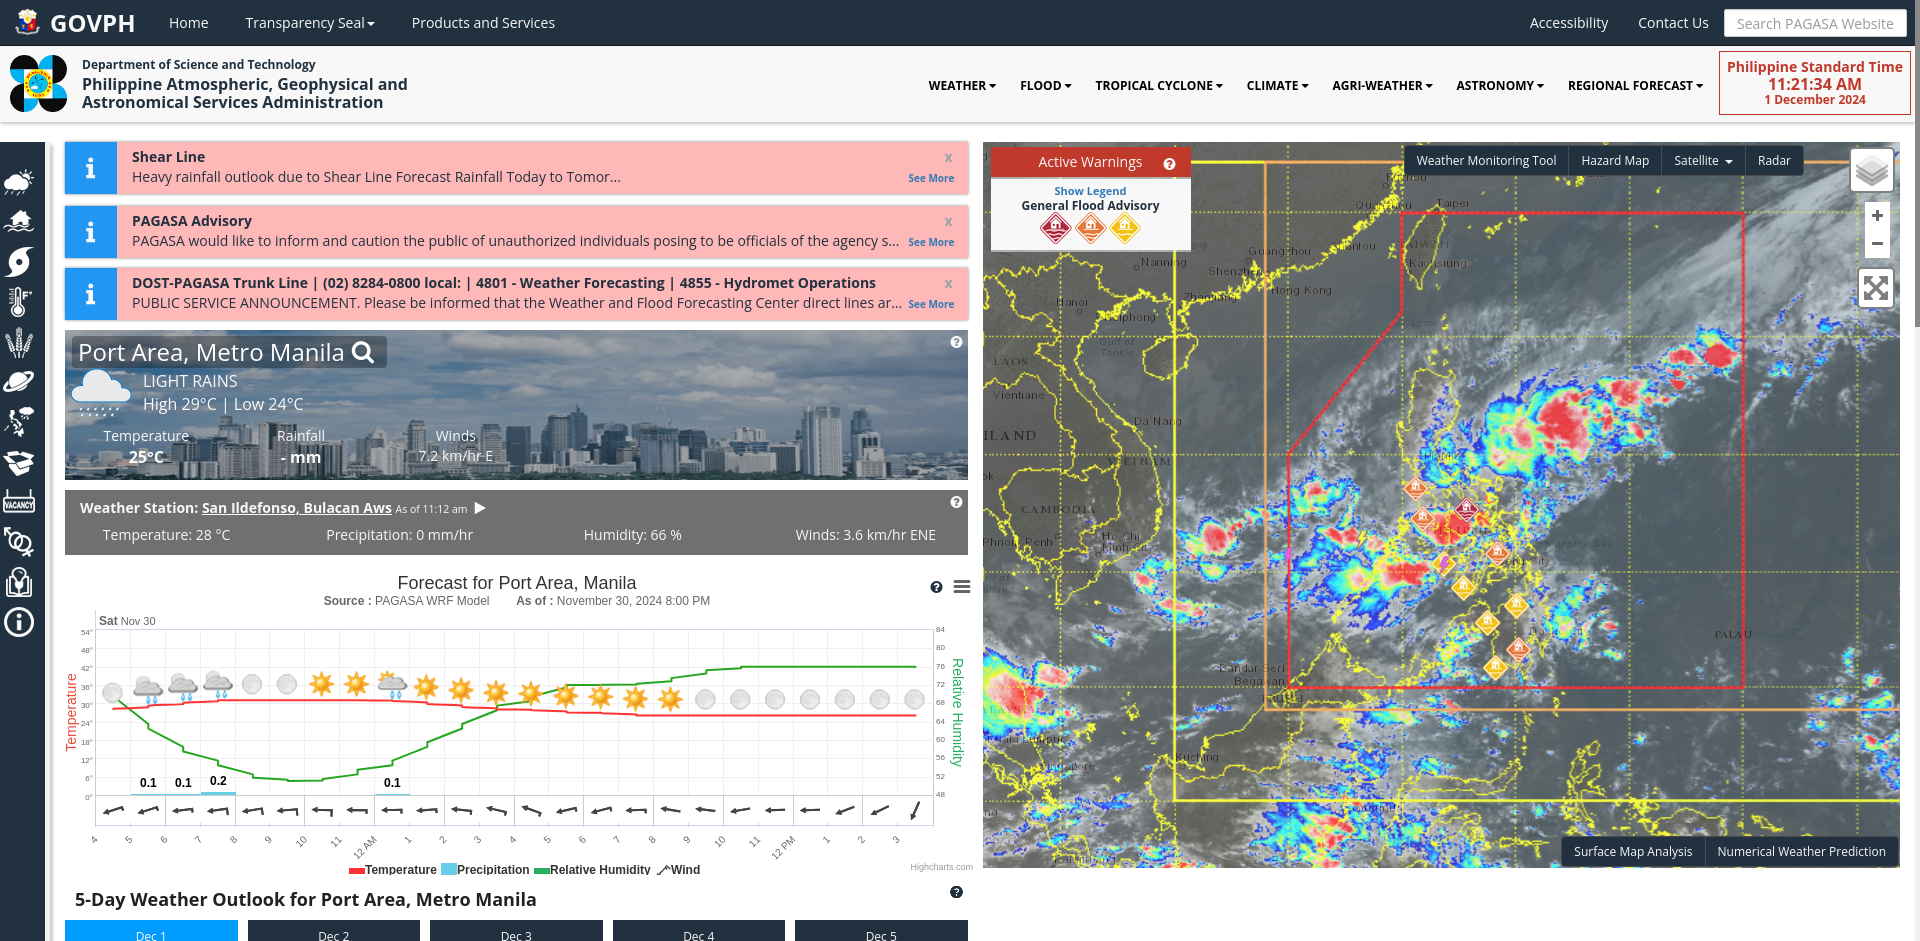 GOVPH
Home
Transparency Seal
Products and Services
Accessibility
Contact Us
Search PAGASA Website
Department of Science and Technology
Philippine Atmospheric, Geophysical and
Astronomical Services Administration
WEATHER
FLOOD
TROPICAL CYCLONE
CLIMATE
AGRI-WEATHER
ASTRONOMY
REGIONAL FORECAST
Philippine Standard Time
11:21:34 AM
1 December 2024
VACANCY
Shear Line
x
Heavy rainfall outlook due to Shear Line Forecast Rainfall Today to Tomor...
See More
PAGASA Advisory
x
PAGASA would like to inform and caution the public of unauthorized individuals posing to be officials of the agency s...
See More
DOST-PAGASA Trunk Line | (02) 8284-0800 local: | 4801 - Weather Forecasting | 4855 - Hydromet Operations
x
PUBLIC SERVICE ANNOUNCEMENT. Please be informed that the Weather and Flood Forecasting Center direct lines ar...
See More
Port Area, Metro Manila
LIGHT RAINS
High 29°C | Low 24°C
Temperature
25°C
Rainfall
- mm
Winds
7.2 km/hr E
Weather Station: San Ildefonso, Bulacan Aws As of 11:12 am
Temperature: 28 °C
Precipitation: 0 mm/hr
Humidity: 66 %
Winds: 3.6 km/hr ENE
Forecast for Port Area, Manila
Source : PAGASA WRF Model As of : November 30, 2024 8:00 PM
Sat Nov 30
Temperature
54°
48°
42°
36°
30°
24°
18°
12°
6°
0°
84
80
76
72
68
64
60
56
52
48
Relative Humidity
0.1
0.1
0.2
0.1
4 5 6 7 8 9 10 11 12 AM 1 2 3 4 5 6 7 8 9 10 11 12 PM 1 2 3
Temperature Precipitation Relative Humidity Wind
Highcharts.com
5-Day Weather Outlook for Port Area, Metro Manila
Dec 1
Dec 2
Dec 3
Dec 4
Dec 5
Active Warnings
Show Legend
General Flood Advisory
Weather Monitoring Tool
Hazard Map
Satellite
Radar
+
−
Taipei
TAIWAN
Kaohsiung
Guangzhou
Shenzhen
Hong Kong
Nanning
Zhanjiang
Hanoi
Haiphong
Gulf of
Tonkin
LAOS
Vientiane
Da Nang
VIETNAM
CAMBODIA
Ho Chi
Minh City
PALAU
Bandar Seri
Begawan
Kuching
Surface Map Analysis
Numerical Weather Prediction